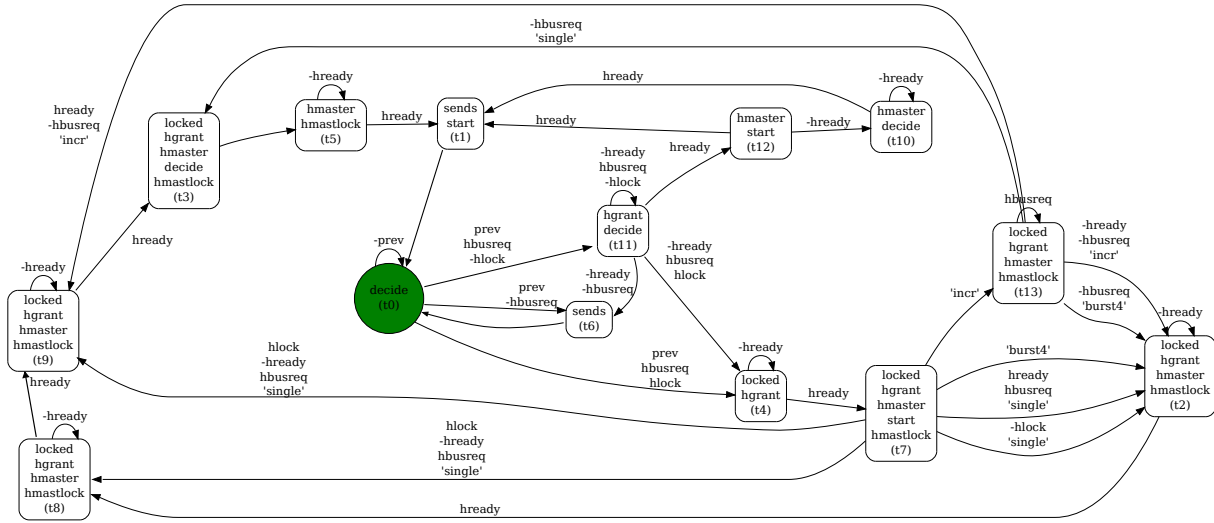 -hbusreq
'single'
hready
-hbusreq
'incr'
-hready
hready
-hready
hmaster
hmastlock
(t5)
hready
sends
start
(t1)
hready
hmaster
start
(t12)
-hready
hmaster
decide
(t10)
locked
hgrant
hmaster
decide
hmastlock
(t3)
-hready
hbusreq
-hlock
hready
hgrant
decide
(t11)
hready
-prev
prev
hbusreq
-hlock
-hready
hbusreq
hlock
hbusreq
locked
hgrant
hmaster
hmastlock
(t13)
-hready
-hbusreq
'incr'
-hready
locked
hgrant
hmaster
hmastlock
(t9)
decide
(t0)
prev
-hbusreq
-hready
-hbusreq
sends
(t6)
'incr'
-hbusreq
'burst4'
-hready
locked
hgrant
hmaster
hmastlock
(t2)
hlock
-hready
hbusreq
'single'
prev
hbusreq
hlock
-hready
locked
hgrant
(t4)
hready
locked
hgrant
hmaster
start
hmastlock
(t7)
'burst4'
hready
hbusreq
'single'
-hlock
'single'
hready
-hready
locked
hgrant
hmaster
hmastlock
(t8)
hlock
-hready
hbusreq
'single'
hready